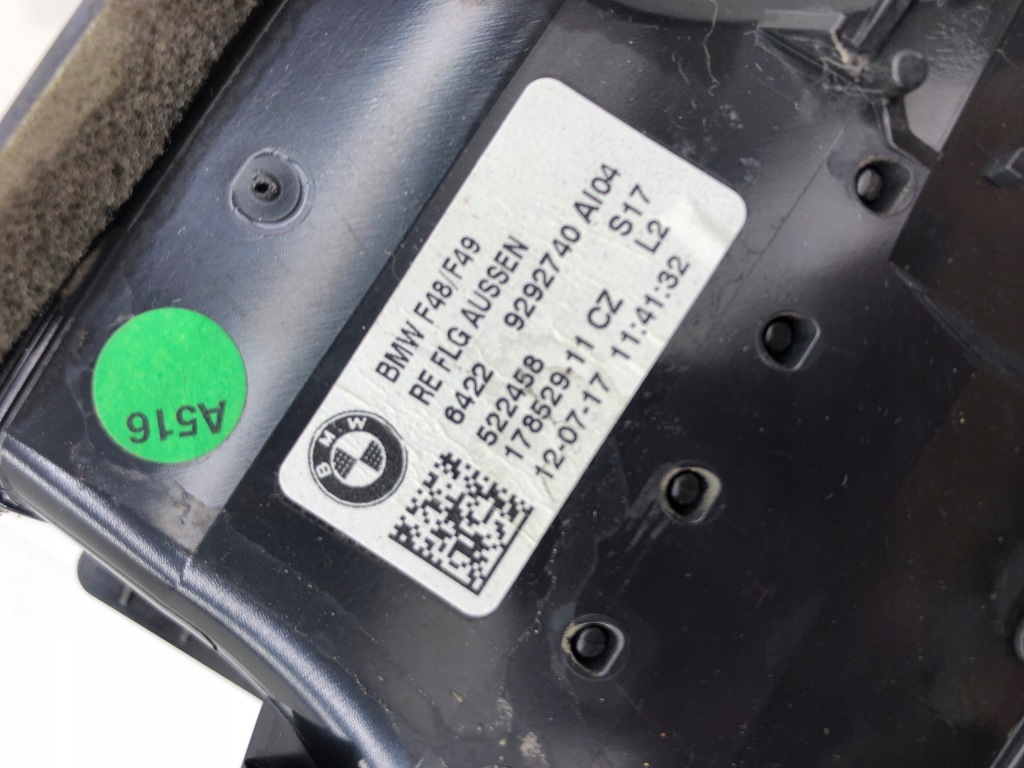 BMW F48/F49
RE FLG AUSSEN
6422 9292740 AI04
522458 S17
178529-11 CZ L2
12-07-17 11:41:32
BMW
A516